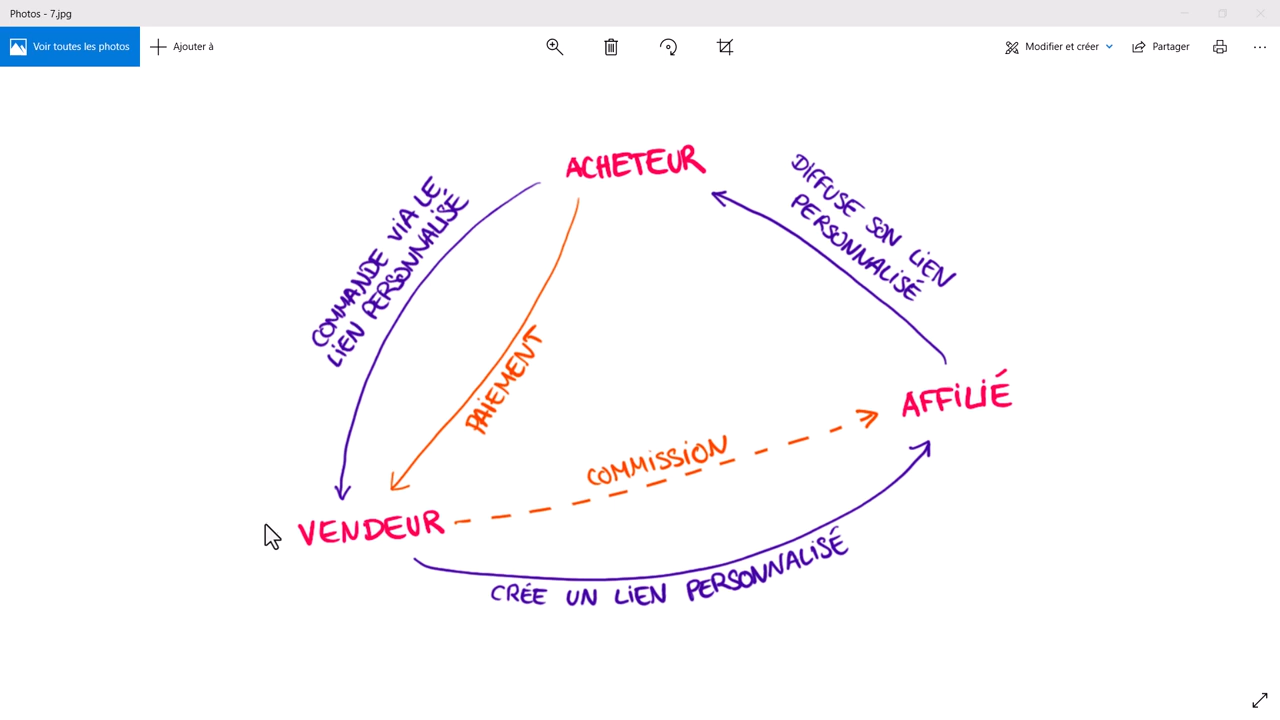 Photos - 7.jpg
Voir toutes les photos
Ajouter à
Modifier et créer
Partager
ACHETEUR
DIFFUSE SON LIEN
PERSONNALISÉ
COMMANDE VIA LE
LIEN PERSONNALISÉ
PAIEMENT
AFFILIÉ
COMMISSION
VENDEUR
CRÉE UN LIEN PERSONNALISÉ